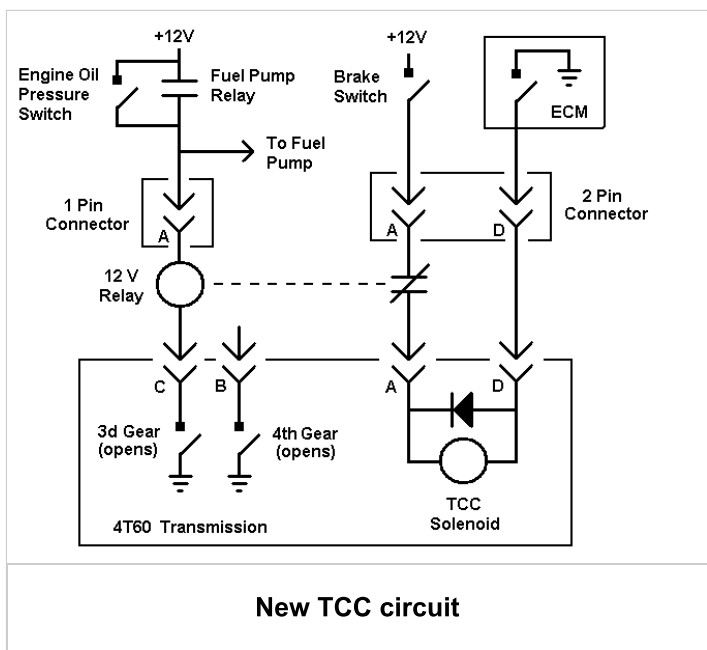 +12V
+12V
Engine Oil
Pressure
Switch
Fuel Pump
Relay
Brake
Switch
ECM
To Fuel
Pump
1 Pin
Connector
A
A
D
2 Pin
Connector
12 V
Relay
C
B
A
D
3d Gear
(opens)
4th Gear
(opens)
TCC
Solenoid
4T60 Transmission
New TCC circuit